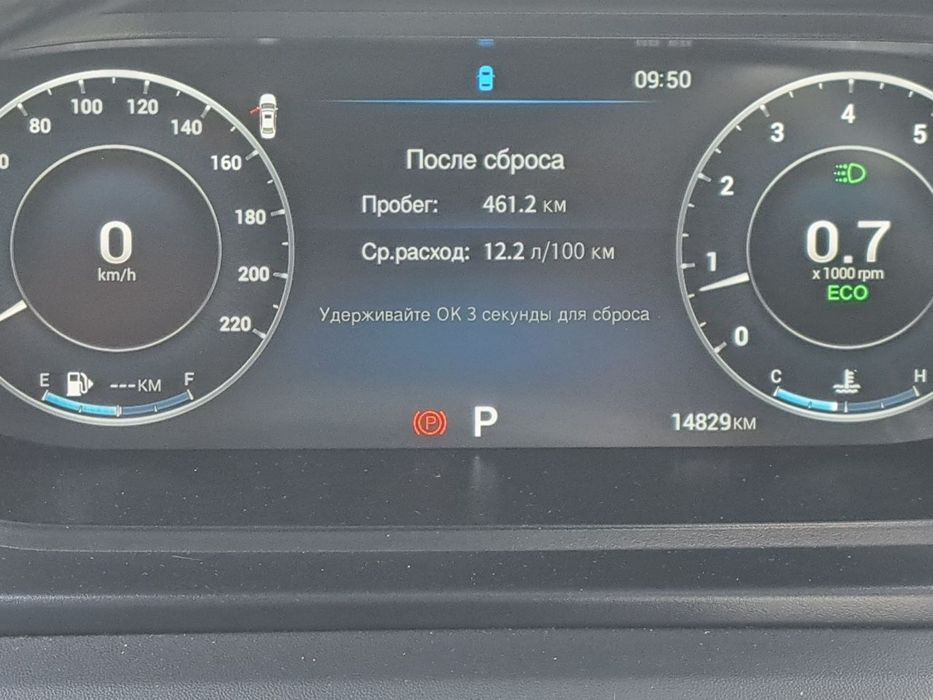 09:50
После сброса
Пробег: 461.2 км
Ср.расход: 12.2 л/100 км
Удерживайте ОК 3 секунды для сброса
80 100 120 140 160 180 200 220
0
km/h
E ---КМ F
P
P
0 1 2 3 4 5
0.7
x 1000 rpm
ECO
C H
14829КМ